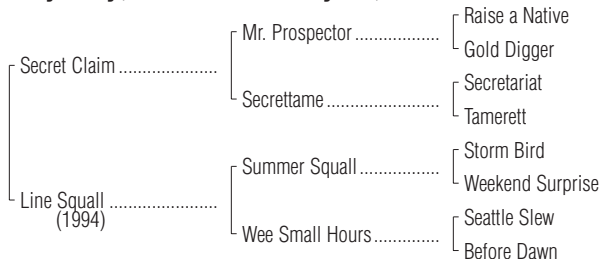 Raise a Native
Mr. Prospector ..................
Gold Digger
Secret Claim .....................
Secretariat
Secrettame ........................
Tamerett
Storm Bird
Summer Squall .................
Weekend Surprise
Line Squall .......................
(1994)
Seattle Slew
Wee Small Hours ..............
Before Dawn